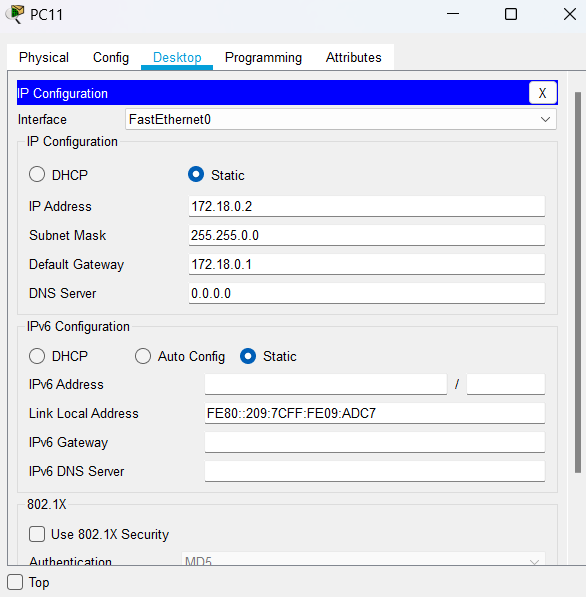 PC11
Physical Config Desktop Programming Attributes
IP Configuration X
Interface FastEthernet0
IP Configuration
DHCP Static
IP Address 172.18.0.2
Subnet Mask 255.255.0.0
Default Gateway 172.18.0.1
DNS Server 0.0.0.0
IPv6 Configuration
DHCP Auto Config Static
IPv6 Address /
Link Local Address FE80::209:7CFF:FE09:ADC7
IPv6 Gateway
IPv6 DNS Server
802.1X
Use 802.1X Security
Authentication MD5
Top